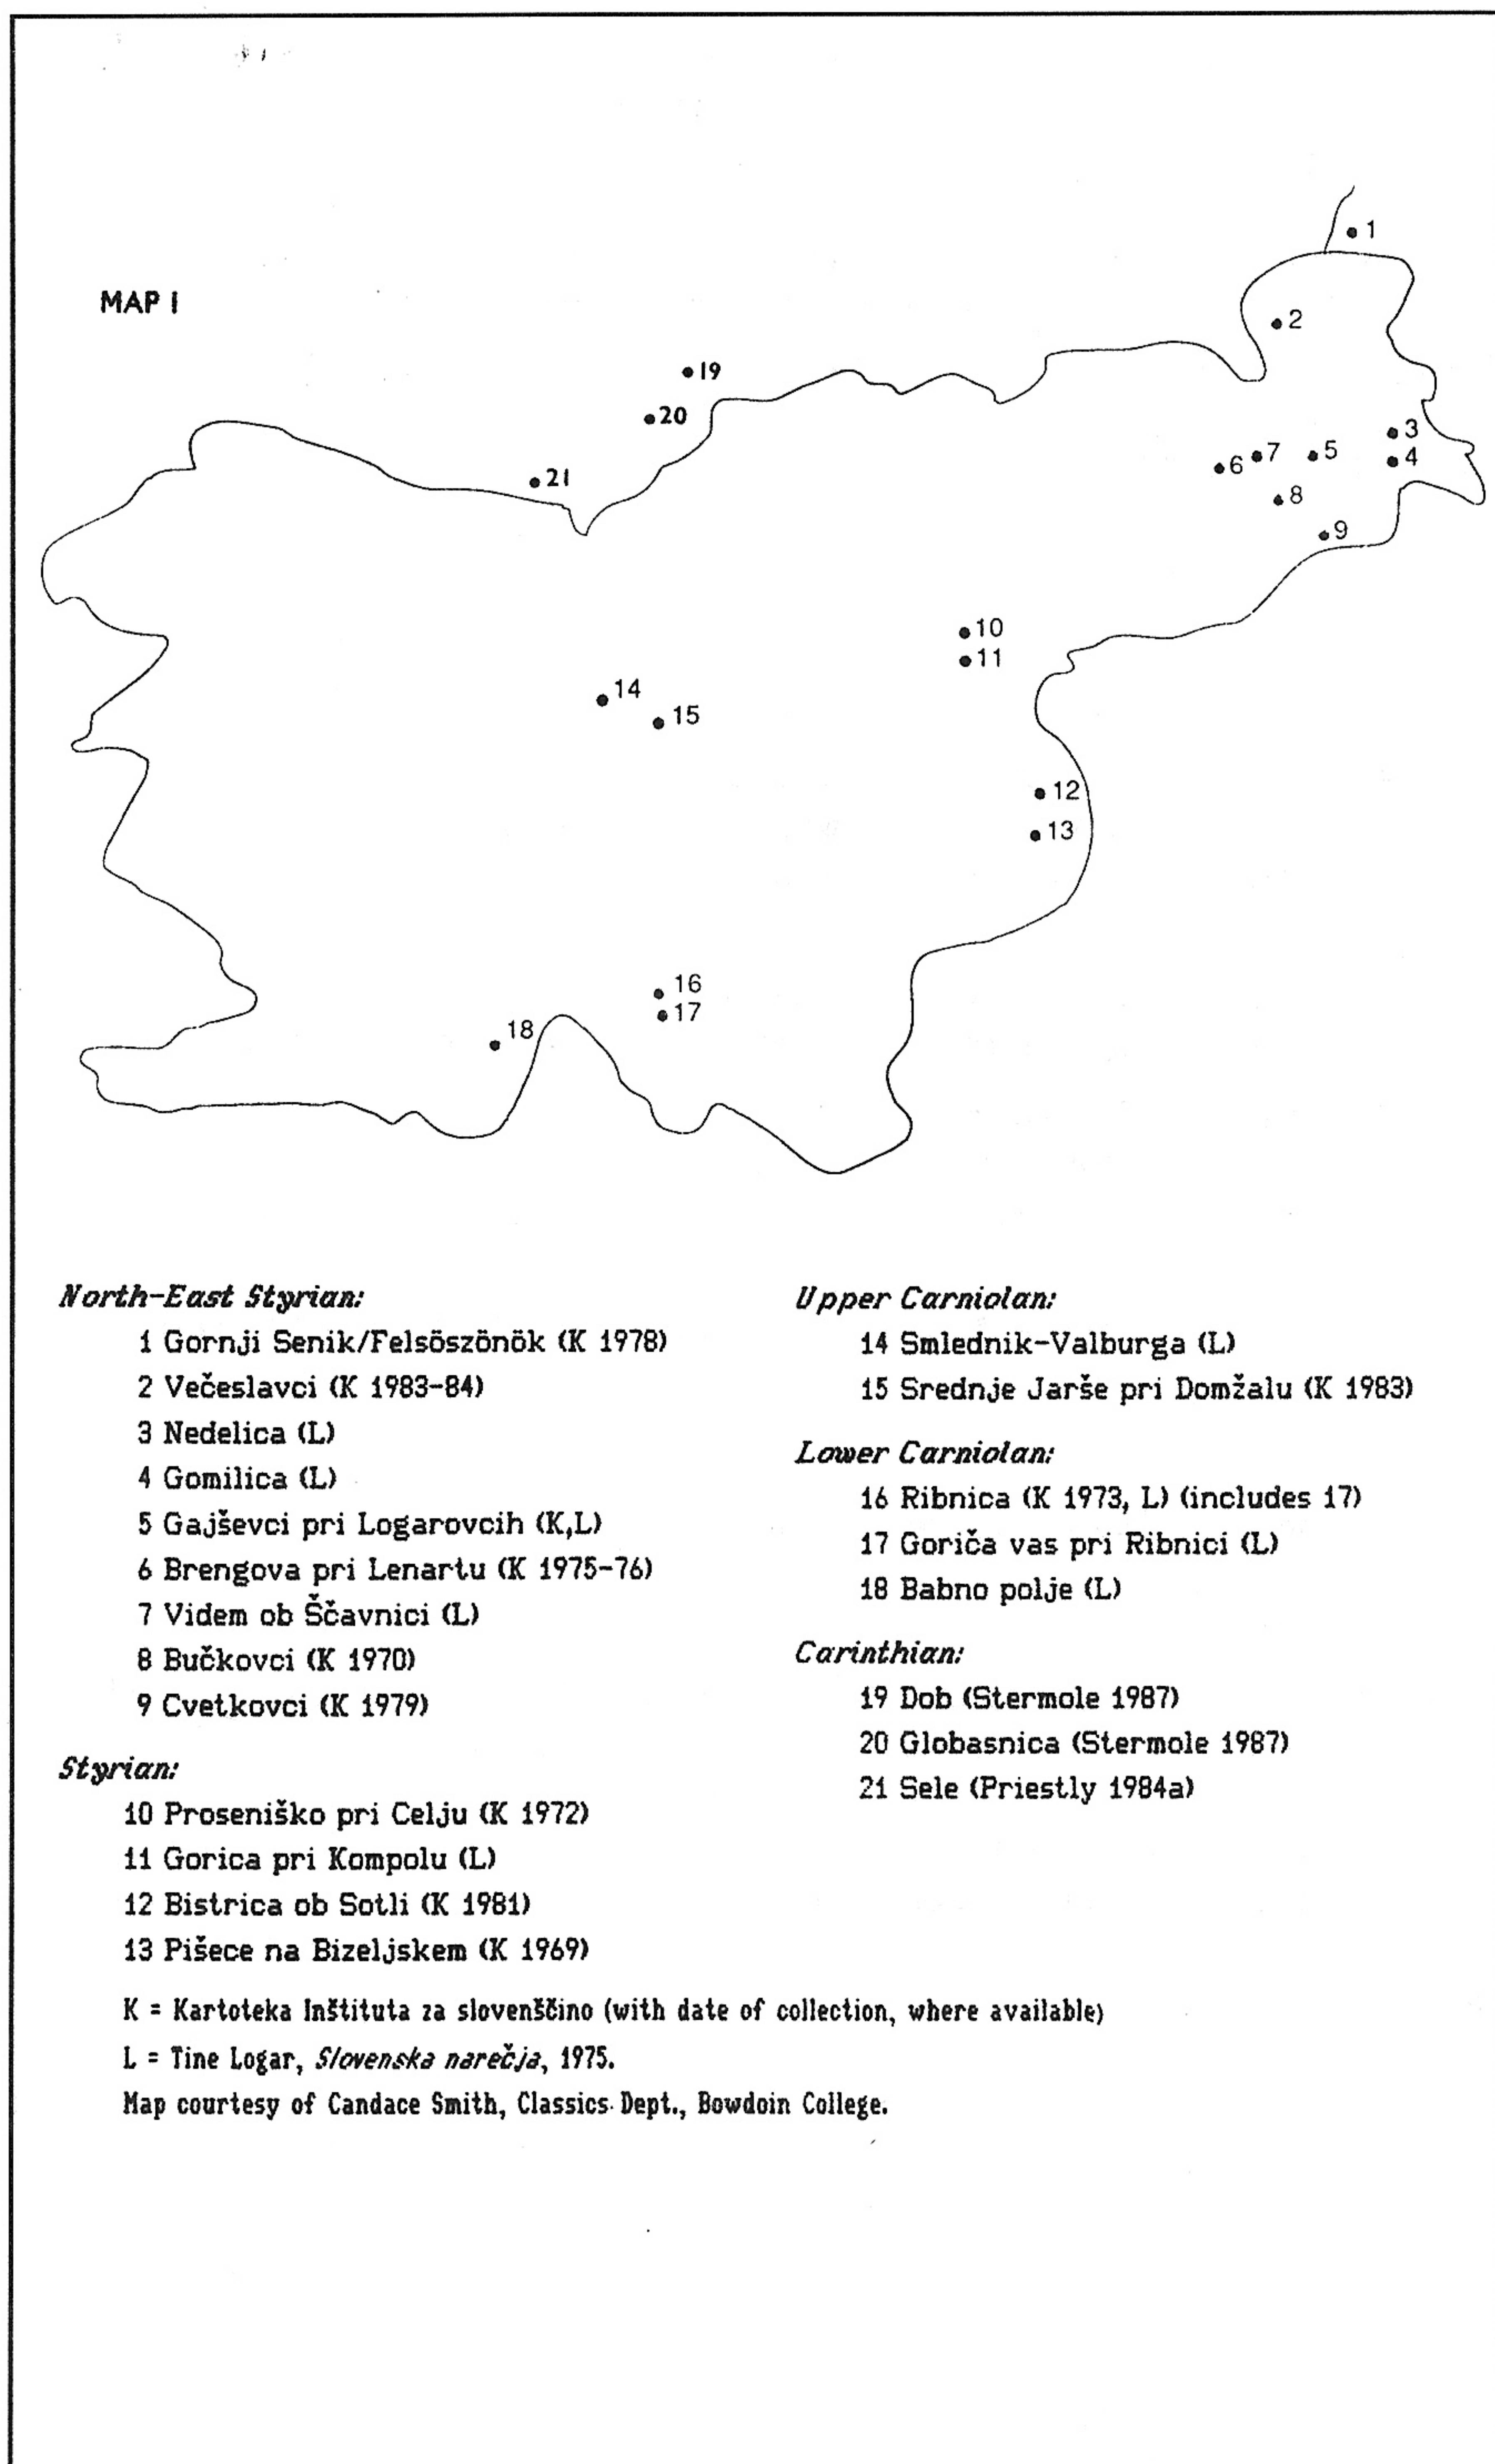 MAP I
1
2
19
20
3
7
5
4
6
21
8
9
10
11
14
15
12
13
16
17
18
North-East Styrian:
1 Gornji Senik/Felsöszönök (K 1978)
2 Večeslavci (K 1983-84)
3 Nedelica (L)
4 Gomilica (L)
5 Gajševci pri Logarovcih (K,L)
6 Brengova pri Lenartu (K 1975-76)
7 Videm ob Ščavnici (L)
8 Bučkovci (K 1970)
9 Cvetkovci (K 1979)
Styrian:
10 Proseniško pri Celju (K 1972)
11 Gorica pri Kompolu (L)
12 Bistrica ob Sotli (K 1981)
13 Pišece na Bizeljskem (K 1969)
Upper Carniolan:
14 Smlednik-Valburga (L)
15 Srednje Jarše pri Domžalu (K 1983)
Lower Carniolan:
16 Ribnica (K 1973, L) (includes 17)
17 Goriča vas pri Ribnici (L)
18 Babno polje (L)
Carinthian:
19 Dob (Stermole 1987)
20 Globasnica (Stermole 1987)
21 Sele (Priestly 1984a)
K = Kartoteka Inštituta za slovenščino (with date of collection, where available)
L = Tine Logar, Slovenska narečja, 1975.
Map courtesy of Candace Smith, Classics Dept., Bowdoin College.